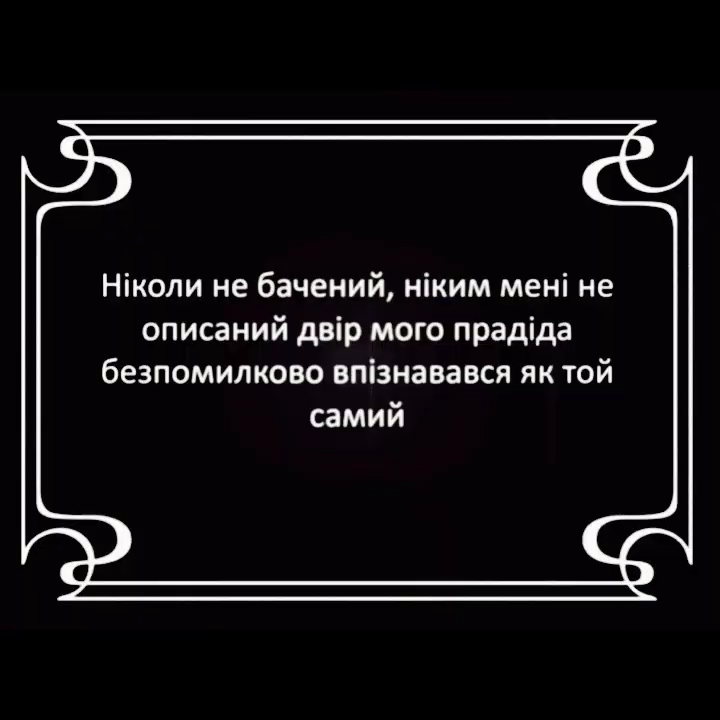 Ніколи не бачений, ніким мені не
описаний двір мого прадіда
безпомилково впізнавався як той
самий